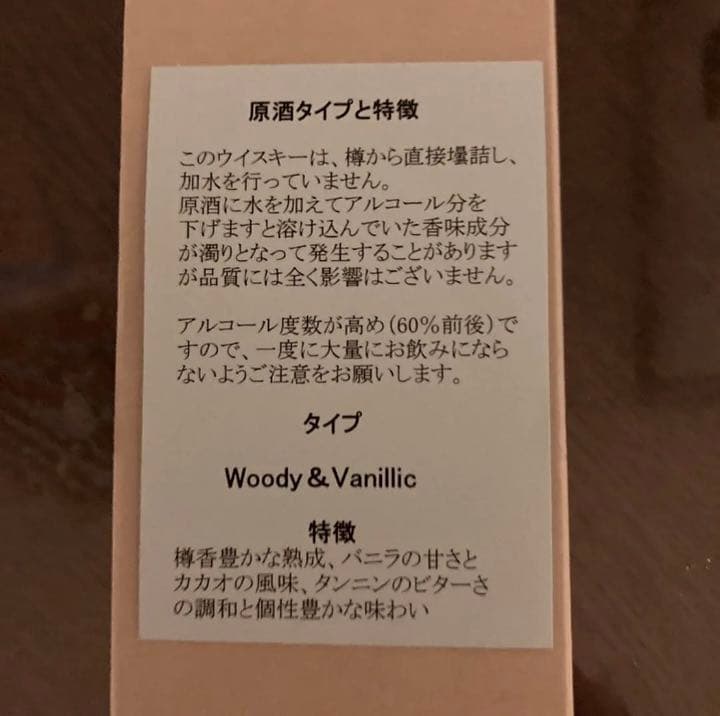 原酒タイプと特徴
このウイスキーは、樽から直接壜詰し、
加水を行っていません。
原酒に水を加えてアルコール分を
下げますと溶け込んでいた香味成分
が濁りとなって発生することがあります
が品質には全く影響はございません。
アルコール度数が高め(60%前後)で
すので、一度に大量にお飲みになら
ないようご注意をお願いします。
タイプ
Woody&Vanillic
特徴
樽香豊かな熟成、バニラの甘さと
カカオの風味、タンニンのビターさ
の調和と個性豊かな味わい